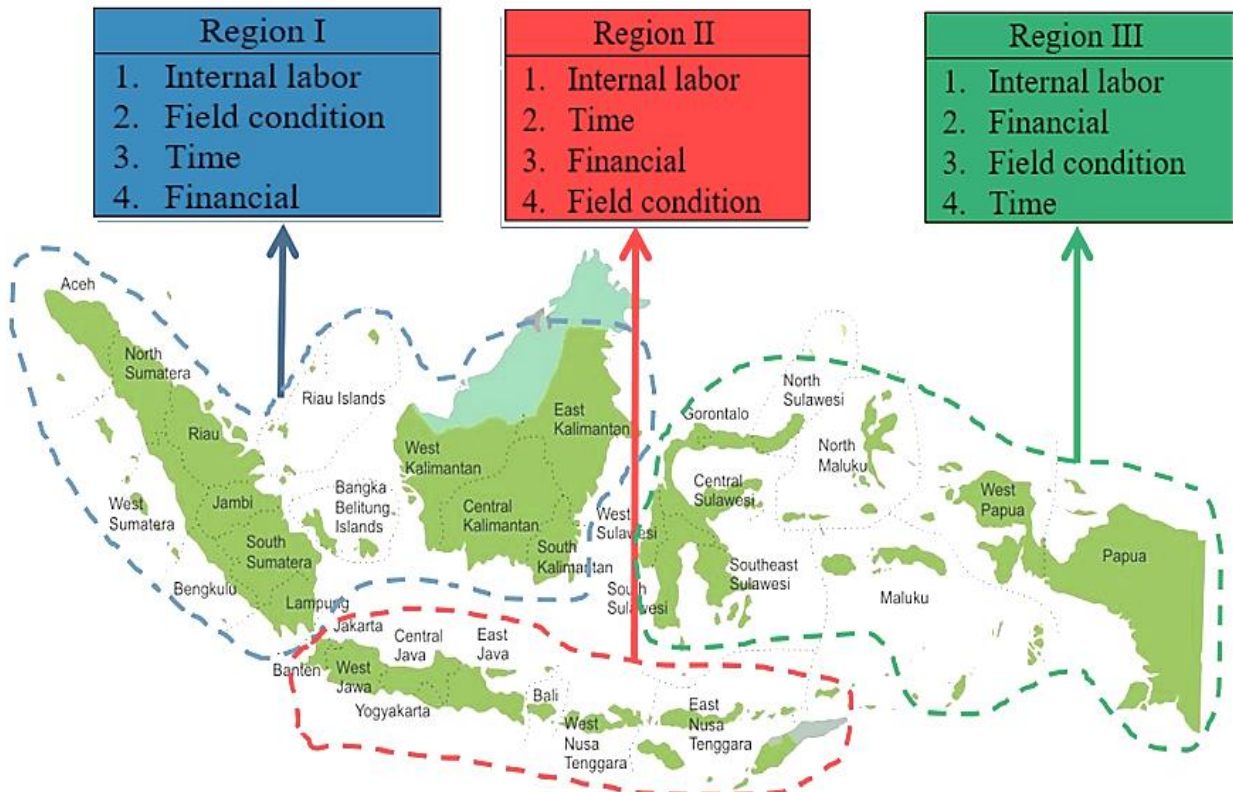 Region I
1. Internal labor
2. Field condition
3. Time
4. Financial
Region II
1. Internal labor
2. Time
3. Financial
4. Field condition
Region III
1. Internal labor
2. Financial
3. Field condition
4. Time
Aceh
North
Sumatera
Riau Islands
Riau
West
Sumatera
Jambi
Bangka
Belitung
Islands
South
Sumatera
Bengkulu
Lampung
West
Kalimantan
East
Kalimantan
Central
Kalimantan
South
Kalimantan
Gorontalo
North
Sulawesi
North
Maluku
Central
Sulawesi
West
Sulawesi
Southeast
Sulawesi
South
Sulawesi
Maluku
West
Papua
Papua
Jakarta
Banten
West
Jawa
Central
Java
East
Java
Yogyakarta
Bali
West
Nusa
Tenggara
East
Nusa
Tenggara